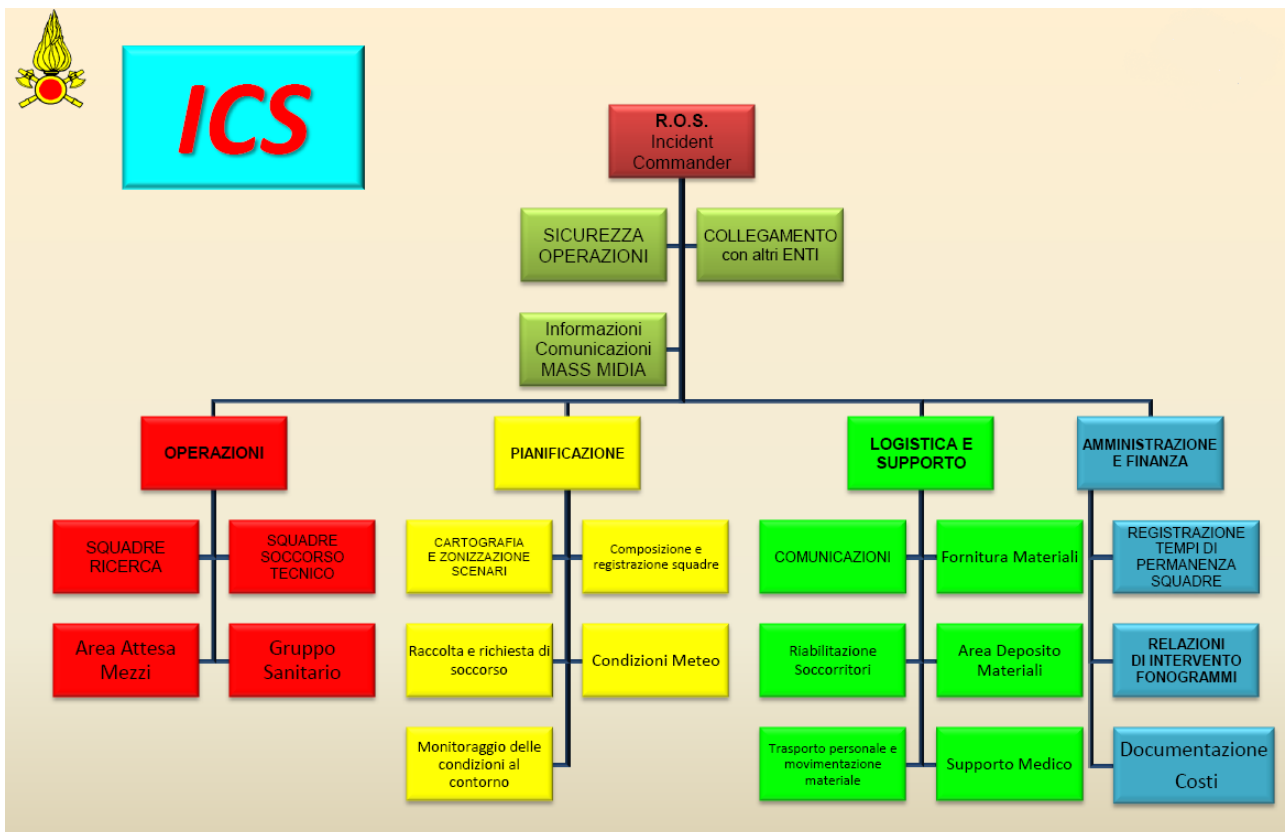 ICS
R.O.S.
Incident
Commander
SICUREZZA
OPERAZIONI
COLLEGAMENTO
con altri ENTI
Informazioni
Comunicazioni
MASS MIDIA
OPERAZIONI
PIANIFICAZIONE
LOGISTICA E
SUPPORTO
AMMINISTRAZIONE
E FINANZA
SQUADRE
RICERCA
SQUADRE
SOCCORSO
TECNICO
CARTOGRAFIA
E ZONIZZAZIONE
SCENARI
Composizione e
registrazione squadre
COMUNICAZIONI
Fornitura Materiali
REGISTRAZIONE
TEMPI DI
PERMANENZA
SQUADRE
Area Attesa
Mezzi
Gruppo
Sanitario
Raccolta e richiesta di
soccorso
Condizioni Meteo
Riabilitazione
Soccorritori
Area Deposito
Materiali
RELAZIONI
DI INTERVENTO
FONOGRAMMI
Monitoraggio delle
condizioni al
contorno
Trasporto personale e
movimentazione
materiale
Supporto Medico
Documentazione
Costi